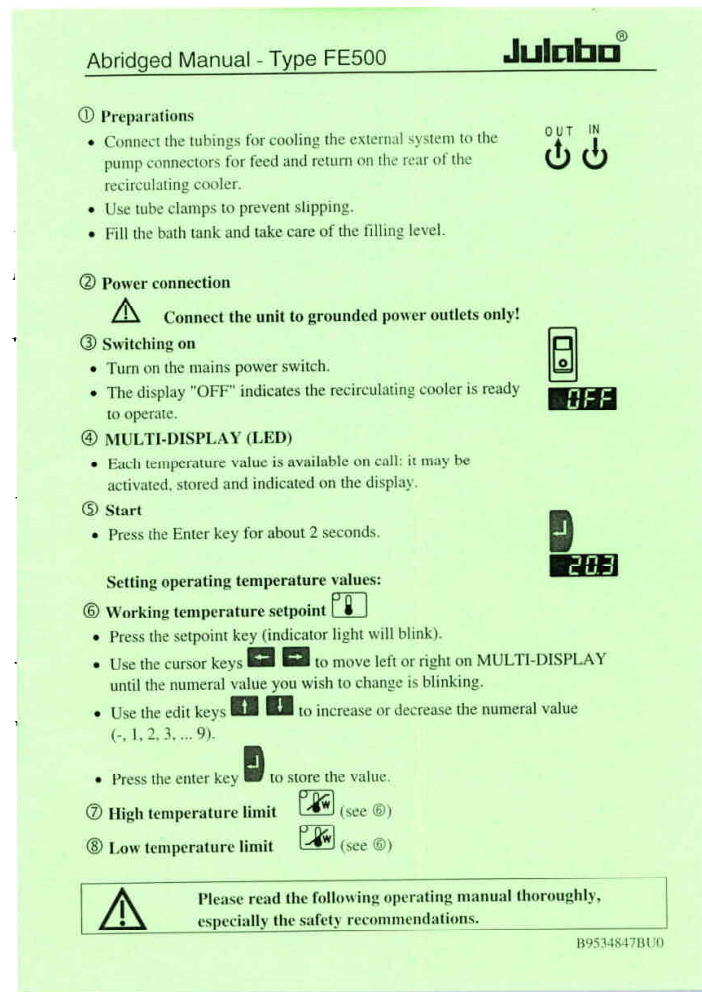 Abridged Manual - Type FE500
Julabo®
① Preparations
• Connect the tubings for cooling the external system to the
pump connectors for feed and return on the rear of the
recirculating cooler.
OUT IN
• Use tube clamps to prevent slipping.
• Fill the bath tank and take care of the filling level.
② Power connection
Connect the unit to grounded power outlets only!
③ Switching on
• Turn on the mains power switch.
• The display "OFF" indicates the recirculating cooler is ready
to operate.
OFF
④ MULTI-DISPLAY (LED)
• Each temperature value is available on call: it may be
activated, stored and indicated on the display.
⑤ Start
• Press the Enter key for about 2 seconds.
20.3
Setting operating temperature values:
⑥ Working temperature setpoint
• Press the setpoint key (indicator light will blink).
• Use the cursor keys ← → to move left or right on MULTI-DISPLAY
until the numeral value you wish to change is blinking.
• Use the edit keys ↑ ↓ to increase or decrease the numeral value
(-, 1, 2, 3, ... 9).
• Press the enter key ↵ to store the value.
⑦ High temperature limit W (see ⑥)
⑧ Low temperature limit W (see ⑥)
Please read the following operating manual thoroughly,
especially the safety recommendations.
B9534847BU0